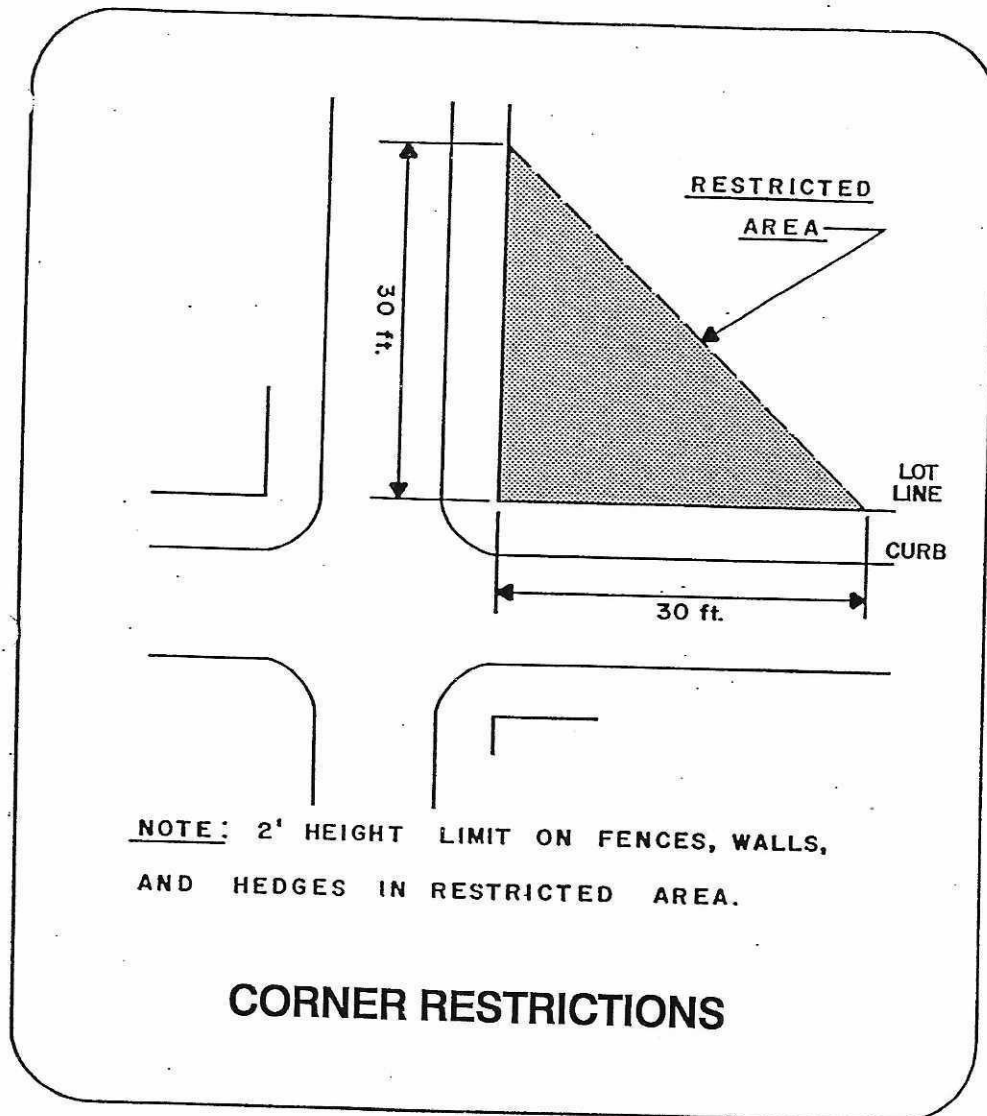 RESTRICTED
AREA
30 ft.
LOT
LINE
CURB
30 ft.
NOTE: 2' HEIGHT LIMIT ON FENCES, WALLS,
AND HEDGES IN RESTRICTED AREA.
CORNER RESTRICTIONS